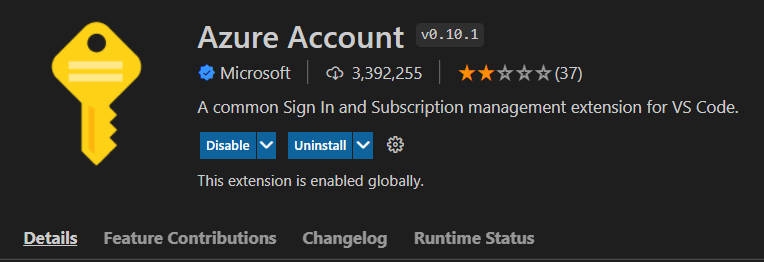 Azure Account v0.10.1
Microsoft 3,392,255 (37)
A common Sign In and Subscription management extension for VS Code.
Disable Uninstall
This extension is enabled globally.
Details Feature Contributions Changelog Runtime Status